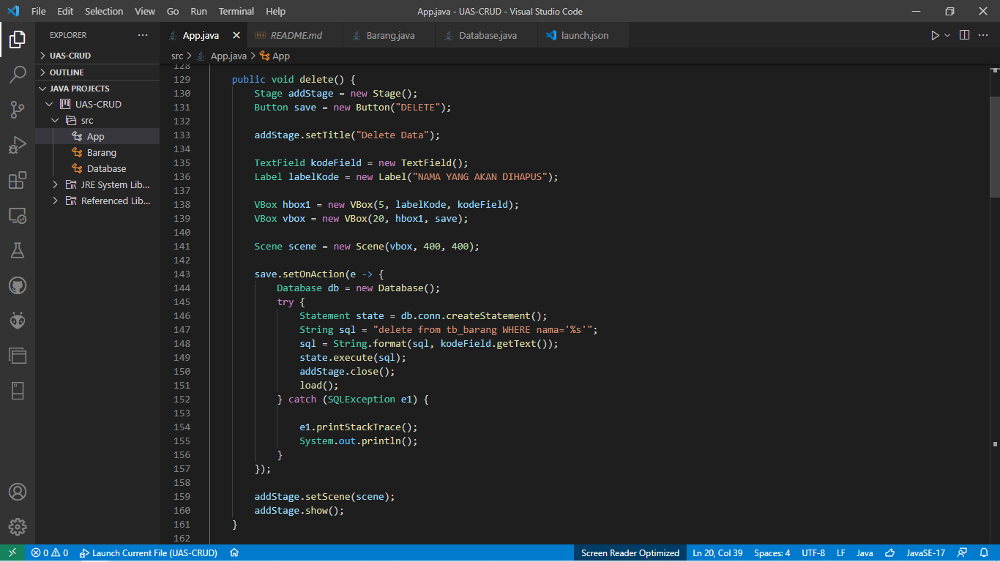 File Edit Selection View Go Run Terminal Help App.java - UAS-CRUD - Visual Studio Code
EXPLORER
UAS-CRUD
OUTLINE
JAVA PROJECTS
UAS-CRUD
src
App
Barang
Database
JRE System Lib...
Referenced Lib...
App.java README.md Barang.java Database.java launch.json
src > App.java > App
128
129 public void delete() {
130 Stage addStage = new Stage();
131 Button save = new Button("DELETE");
132
133 addStage.setTitle("Delete Data");
134
135 TextField kodeField = new TextField();
136 Label labelKode = new Label("NAMA YANG AKAN DIHAPUS");
137
138 VBox hbox1 = new VBox(5, labelKode, kodeField);
139 VBox vbox = new VBox(20, hbox1, save);
140
141 Scene scene = new Scene(vbox, 400, 400);
142
143 save.setOnAction(e -> {
144 Database db = new Database();
145 try {
146 Statement state = db.conn.createStatement();
147 String sql = "delete from tb_barang WHERE nama='%s'";
148 sql = String.format(sql, kodeField.getText());
149 state.execute(sql);
150 addStage.close();
151 load();
152 } catch (SQLException e1) {
153
154 e1.printStackTrace();
155 System.out.println();
156 }
157 });
158
159 addStage.setScene(scene);
160 addStage.show();
161 }
162
0 0 Launch Current File (UAS-CRUD) Screen Reader Optimized Ln 20, Col 39 Spaces: 4 UTF-8 LF Java JavaSE-17